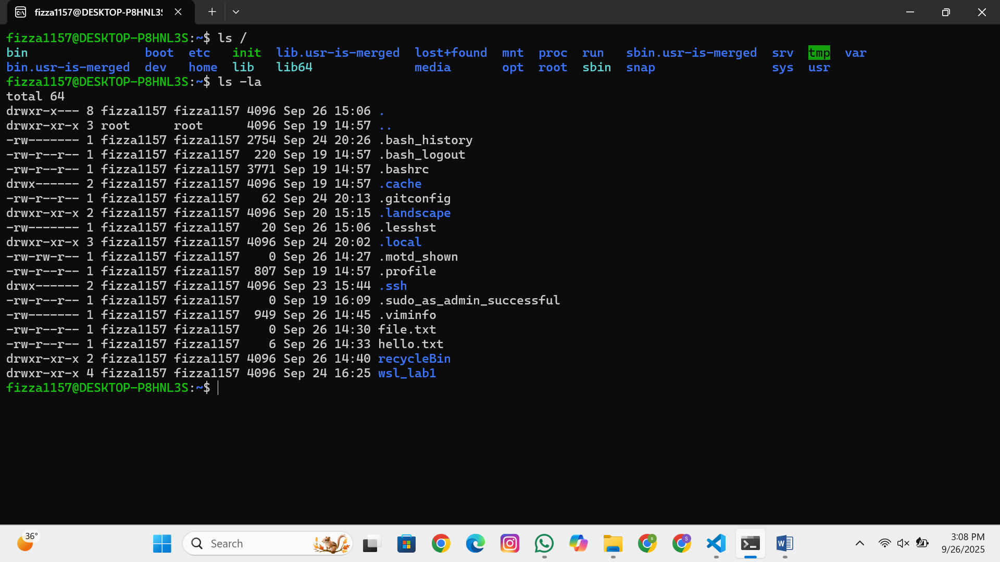 fizza1157@DESKTOP-P8HNL3S
fizza1157@DESKTOP-P8HNL3S:~$ ls /
bin                boot  etc   init  lib.usr-is-merged  lost+found  mnt  proc  run   sbin.usr-is-merged  srv  tmp  var
bin.usr-is-merged  dev   home  lib   lib64              media       opt  root  sbin  snap                sys  usr
fizza1157@DESKTOP-P8HNL3S:~$ ls -la
total 64
drwxr-x--- 8 fizza1157 fizza1157 4096 Sep 26 15:06 .
drwxr-xr-x 3 root      root      4096 Sep 19 14:57 ..
-rw------- 1 fizza1157 fizza1157 2754 Sep 24 20:26 .bash_history
-rw-r--r-- 1 fizza1157 fizza1157  220 Sep 19 14:57 .bash_logout
-rw-r--r-- 1 fizza1157 fizza1157 3771 Sep 19 14:57 .bashrc
drwx------ 2 fizza1157 fizza1157 4096 Sep 19 14:57 .cache
-rw-r--r-- 1 fizza1157 fizza1157   62 Sep 24 20:13 .gitconfig
drwxr-xr-x 2 fizza1157 fizza1157 4096 Sep 20 15:15 .landscape
-rw------- 1 fizza1157 fizza1157   20 Sep 26 15:06 .lesshst
drwxr-xr-x 3 fizza1157 fizza1157 4096 Sep 24 20:02 .local
-rw-rw-r-- 1 fizza1157 fizza1157    0 Sep 26 14:27 .motd_shown
-rw-r--r-- 1 fizza1157 fizza1157  807 Sep 19 14:57 .profile
drwx------ 2 fizza1157 fizza1157 4096 Sep 23 15:44 .ssh
-rw-r--r-- 1 fizza1157 fizza1157    0 Sep 19 16:09 .sudo_as_admin_successful
-rw------- 1 fizza1157 fizza1157  949 Sep 26 14:45 .viminfo
-rw-r--r-- 1 fizza1157 fizza1157    0 Sep 26 14:30 file.txt
-rw-r--r-- 1 fizza1157 fizza1157    6 Sep 26 14:33 hello.txt
drwxr-xr-x 2 fizza1157 fizza1157 4096 Sep 26 14:40 recycleBin
drwxr-xr-x 4 fizza1157 fizza1157 4096 Sep 24 16:25 wsl_lab1
fizza1157@DESKTOP-P8HNL3S:~$
36°
Search
3:08 PM
9/26/2025